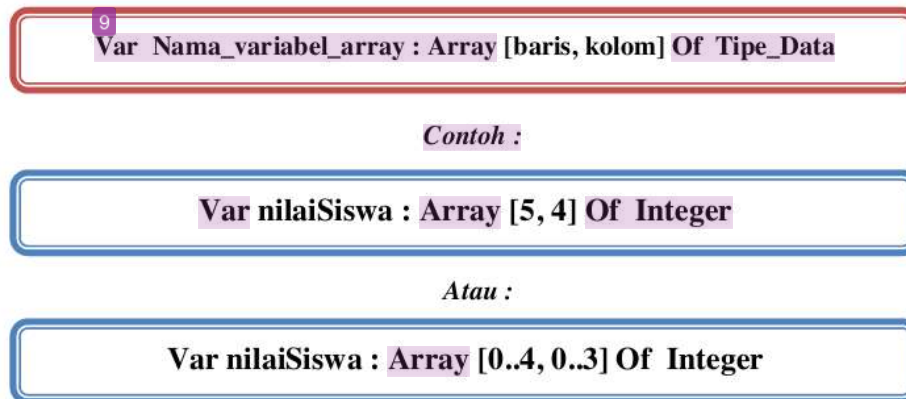 9
Var Nama_variabel_array : Array [baris, kolom] Of Tipe_Data
Contoh :
Var nilaiSiswa : Array [5, 4] Of Integer
Atau :
Var nilaiSiswa : Array [0..4, 0..3] Of Integer